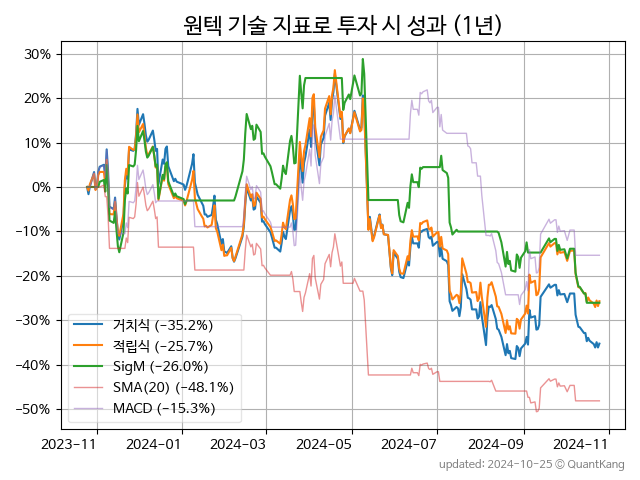 원텍 기술 지표로 투자 시 성과 (1년)
30%
20%
10%
0%
−10%
−20%
−30%
−40%
−50%
거치식 (−35.2%)
적립식 (−25.7%)
SigM (−26.0%)
SMA(20) (−48.1%)
MACD (−15.3%)
2023-11 2024-01 2024-03 2024-05 2024-07 2024-09 2024-11
updated: 2024-10-25 © QuantKang